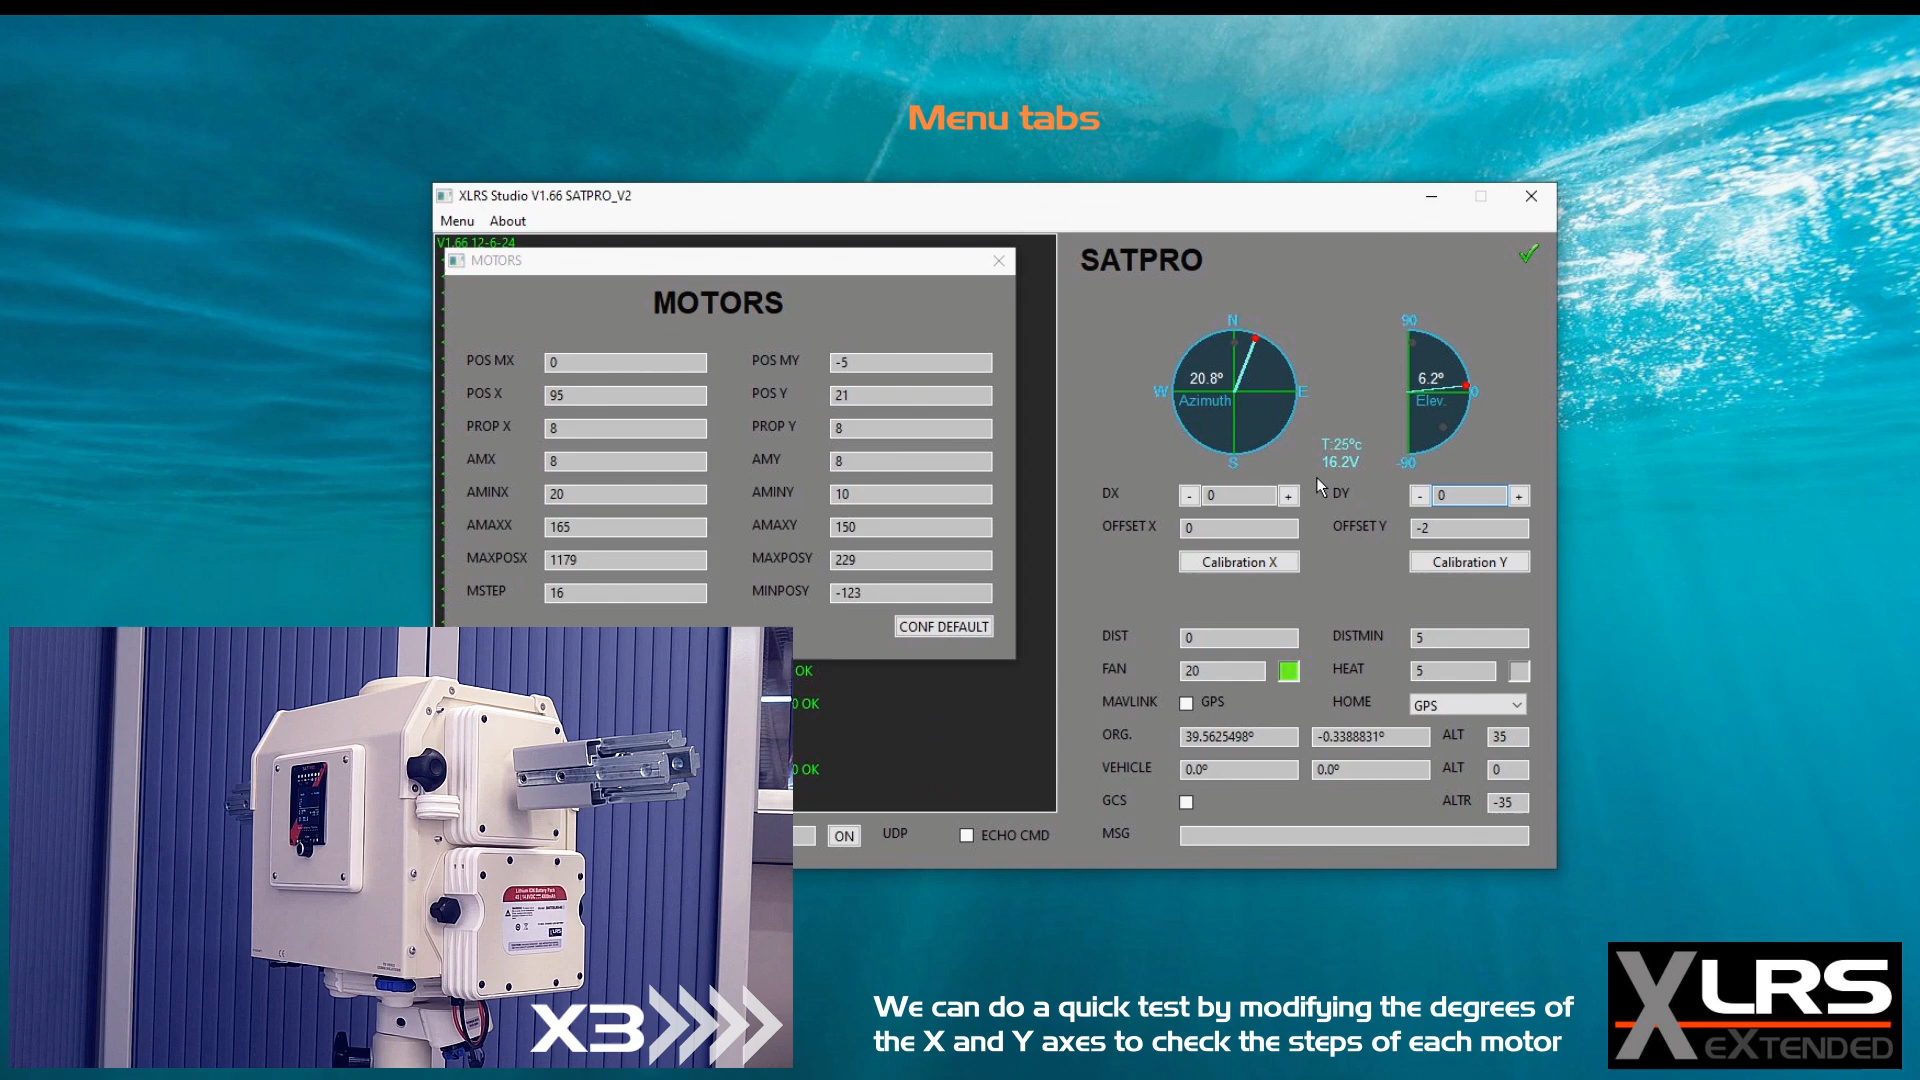 Menu tabs
XLRS Studio V1.66 SATPRO_V2
Menu About
V1.66 12-6-24
MOTORS
MOTORS
POS MX 0 POS MY -5
POS X 95 POS Y 21
PROP X 8 PROP Y 8
AMX 8 AMY 8
AMINX 20 AMINY 10
AMAXX 165 AMAXY 150
MAXPOSX 1179 MAXPOSY 229
MSTEP 16 MINPOSY -123
CONF DEFAULT
OK
0 OK
0 OK
ON UDP ECHO CMD
SATPRO
N
W E
S
20.8º
Azimuth
90
6.2º
0
Elev.
-90
T:25ºc
16.2V
DX - 0 + DY - 0 +
OFFSET X 0 OFFSET Y -2
Calibration X Calibration Y
DIST 0 DISTMIN 5
FAN 20 HEAT 5
MAVLINK GPS HOME GPS
ORG. 39.5625498º -0.3388831º ALT 35
VEHICLE 0.0º 0.0º ALT 0
GCS ALTR -35
MSG
Lithium ION Battery Pack
X3
We can do a quick test by modifying the degrees of
the X and Y axes to check the steps of each motor
XLRS
eXTENDED